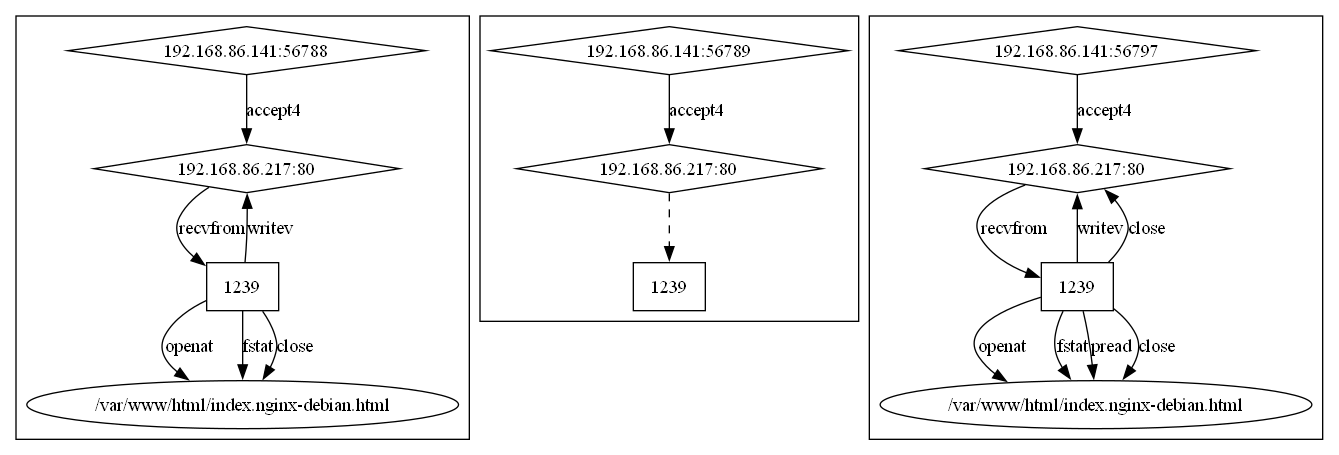 192.168.86.141:56788
accept4
192.168.86.217:80
recvfrom
writev
1239
openat
fstat
close
/var/www/html/index.nginx-debian.html
192.168.86.141:56789
accept4
192.168.86.217:80
1239
192.168.86.141:56797
accept4
192.168.86.217:80
recvfrom
writev
close
1239
openat
fstat
pread
close
/var/www/html/index.nginx-debian.html